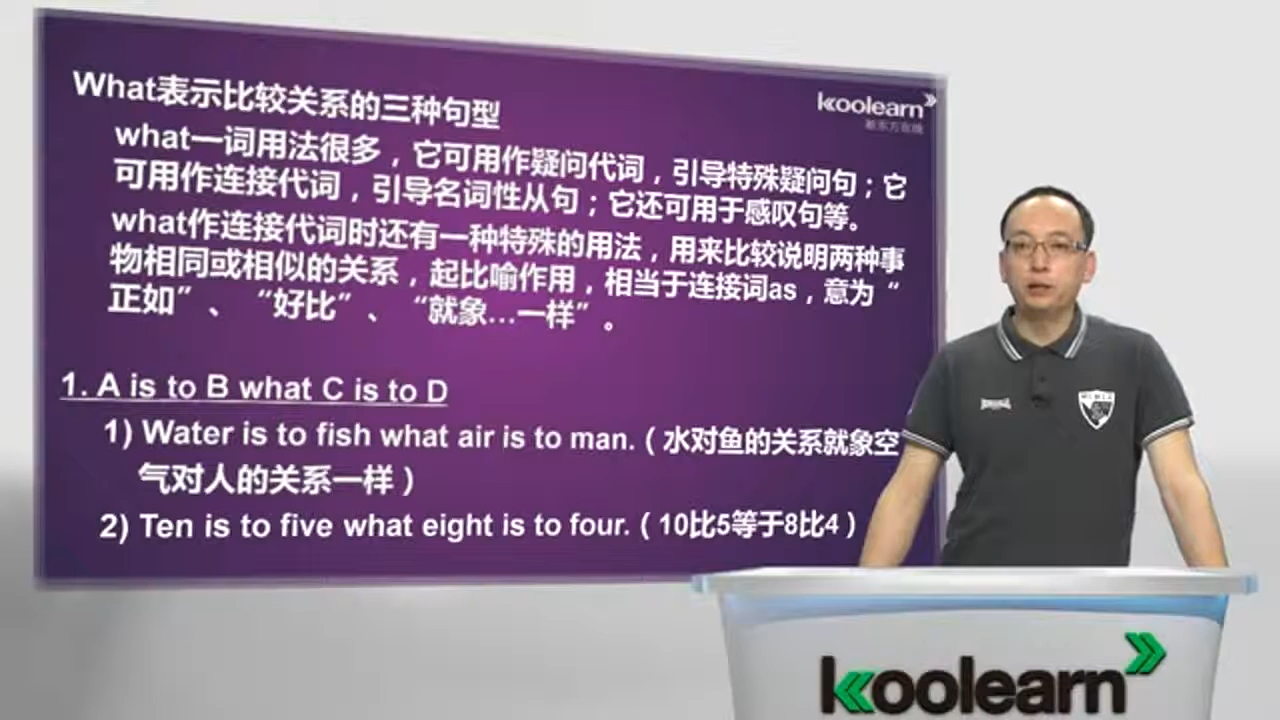 What表示比较关系的三种句型
koolearn
新东方在线
what一词用法很多，它可用作疑问代词，引导特殊疑问句；它
可用作连接代词，引导名词性从句；它还可用于感叹句等。
what作连接代词时还有一种特殊的用法，用来比较说明两种事
物相同或相似的关系，起比喻作用，相当于连接词as，意为“
正如”、“好比”、“就象…一样”。
1. A is to B what C is to D
1) Water is to fish what air is to man.（水对鱼的关系就象空
气对人的关系一样）
2) Ten is to five what eight is to four.（10比5等于8比4）
koolearn